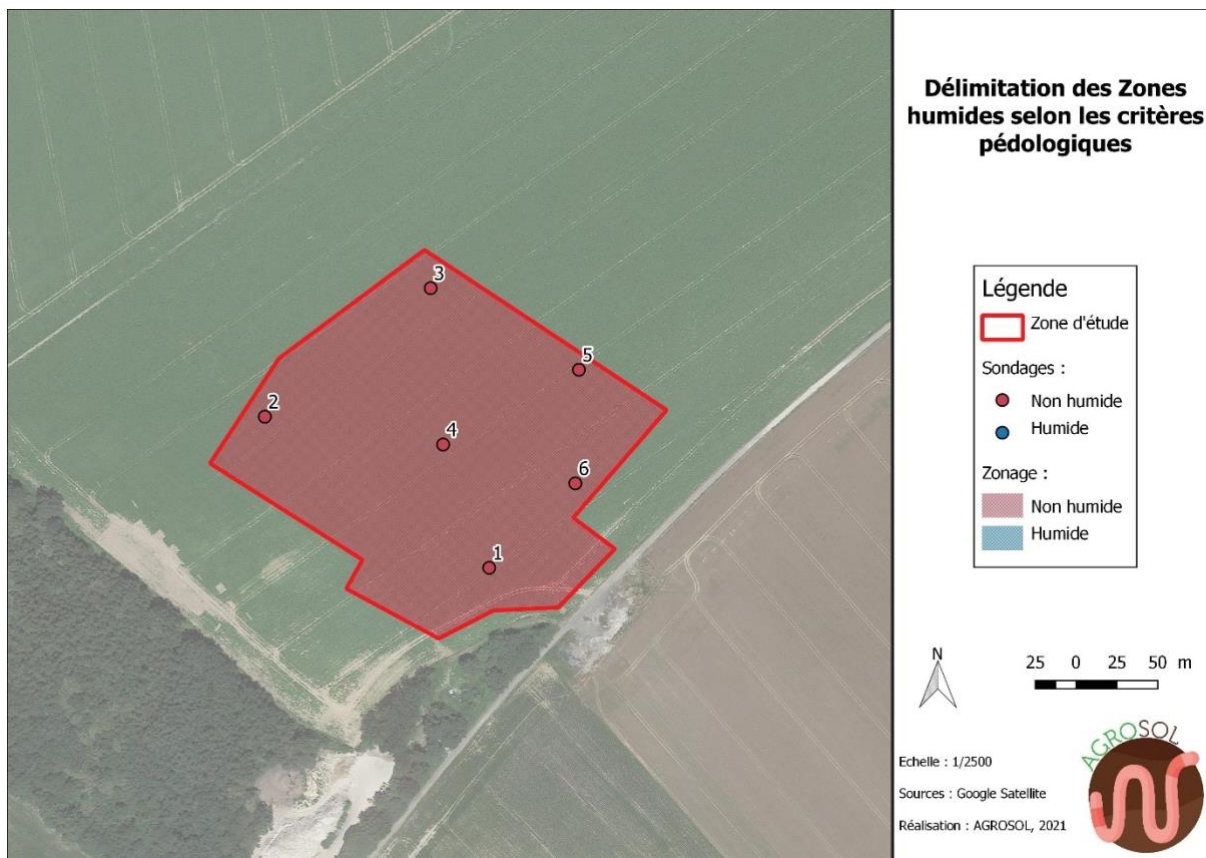 Délimitation des Zones
humides selon les critères
pédologiques
3
5
2
4
6
1
Légende
Zone d'étude
Sondages :
Non humide
Humide
Zonage :
Non humide
Humide
N
25 0 25 50 m
Echelle : 1/2500
Sources : Google Satellite
Réalisation : AGROSOL, 2021
AGROSOL